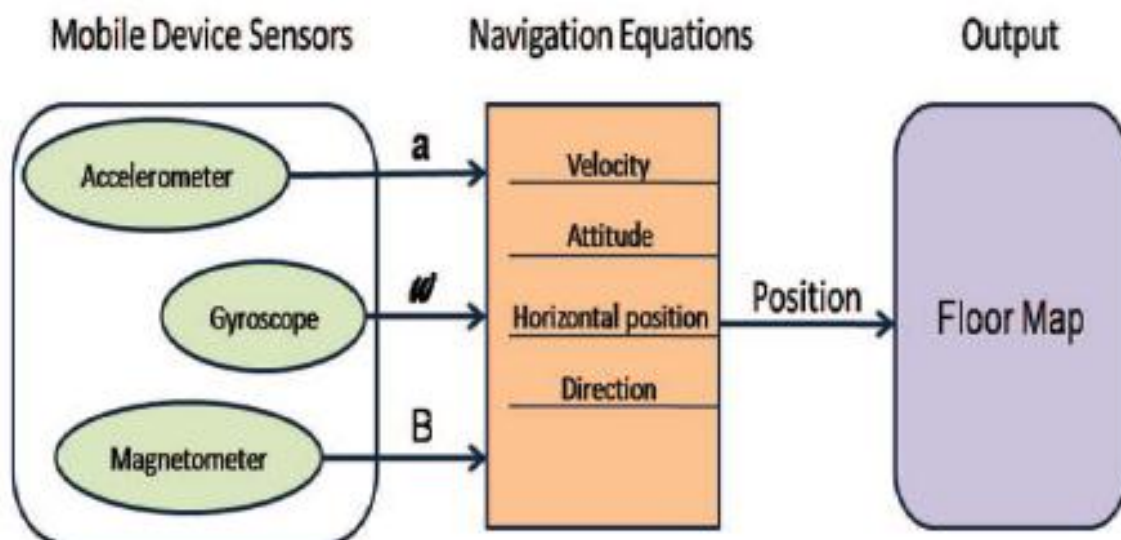 Mobile Device Sensors
Navigation Equations
Output
Accelerometer
a
Velocity
Attitude
Gyroscope
ω
Horizontal position
Position
Floor Map
Direction
Magnetometer
B